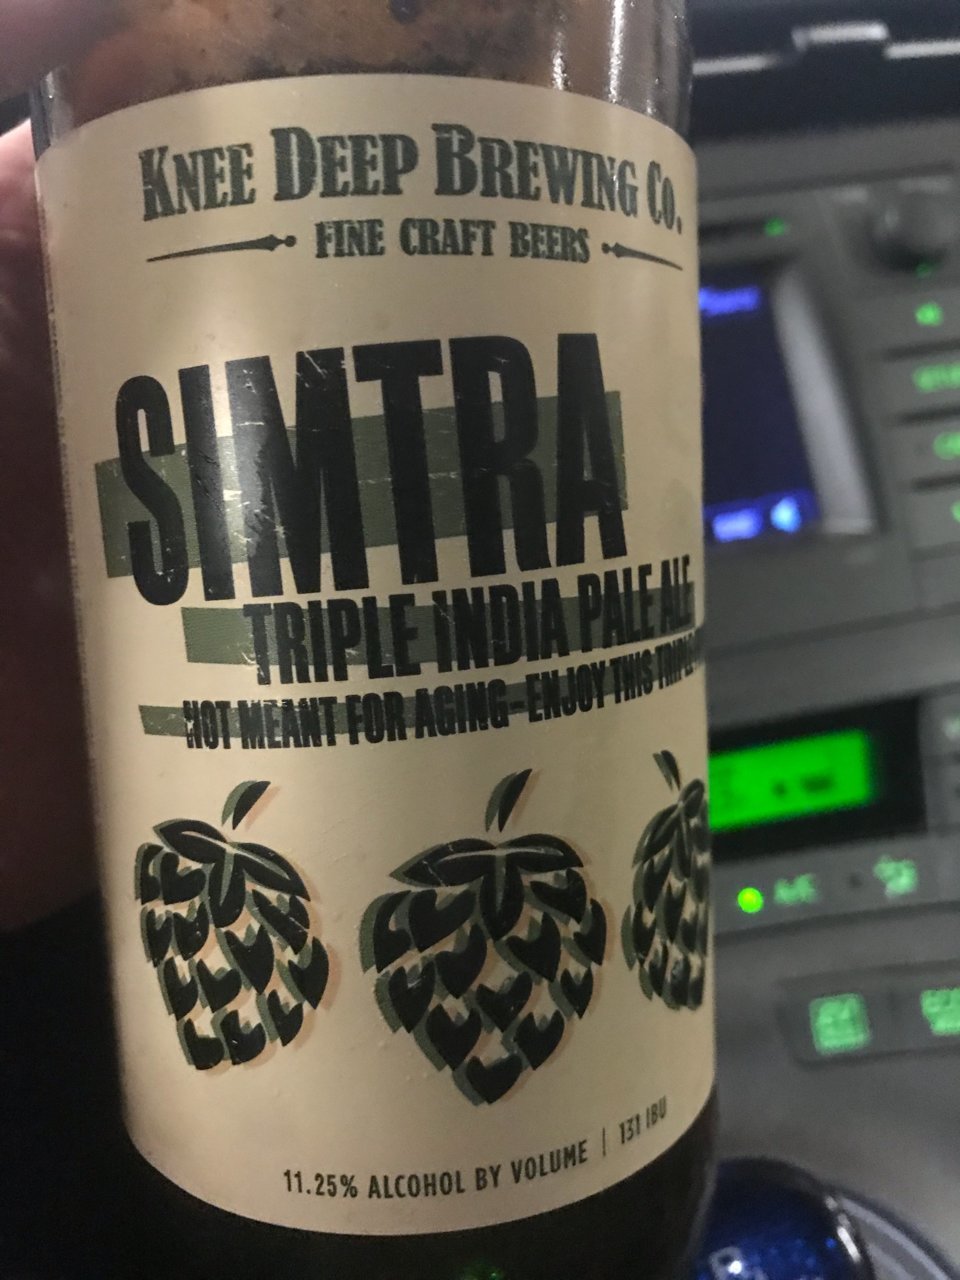 KNEE DEEP BREWING CO.
FINE CRAFT BEERS
SIMTRA
TRIPLE INDIA PALE ALE
NOT MEANT FOR AGING-ENJOY THIS TRIPLE
11.25% ALCOHOL BY VOLUME | 131 IBU